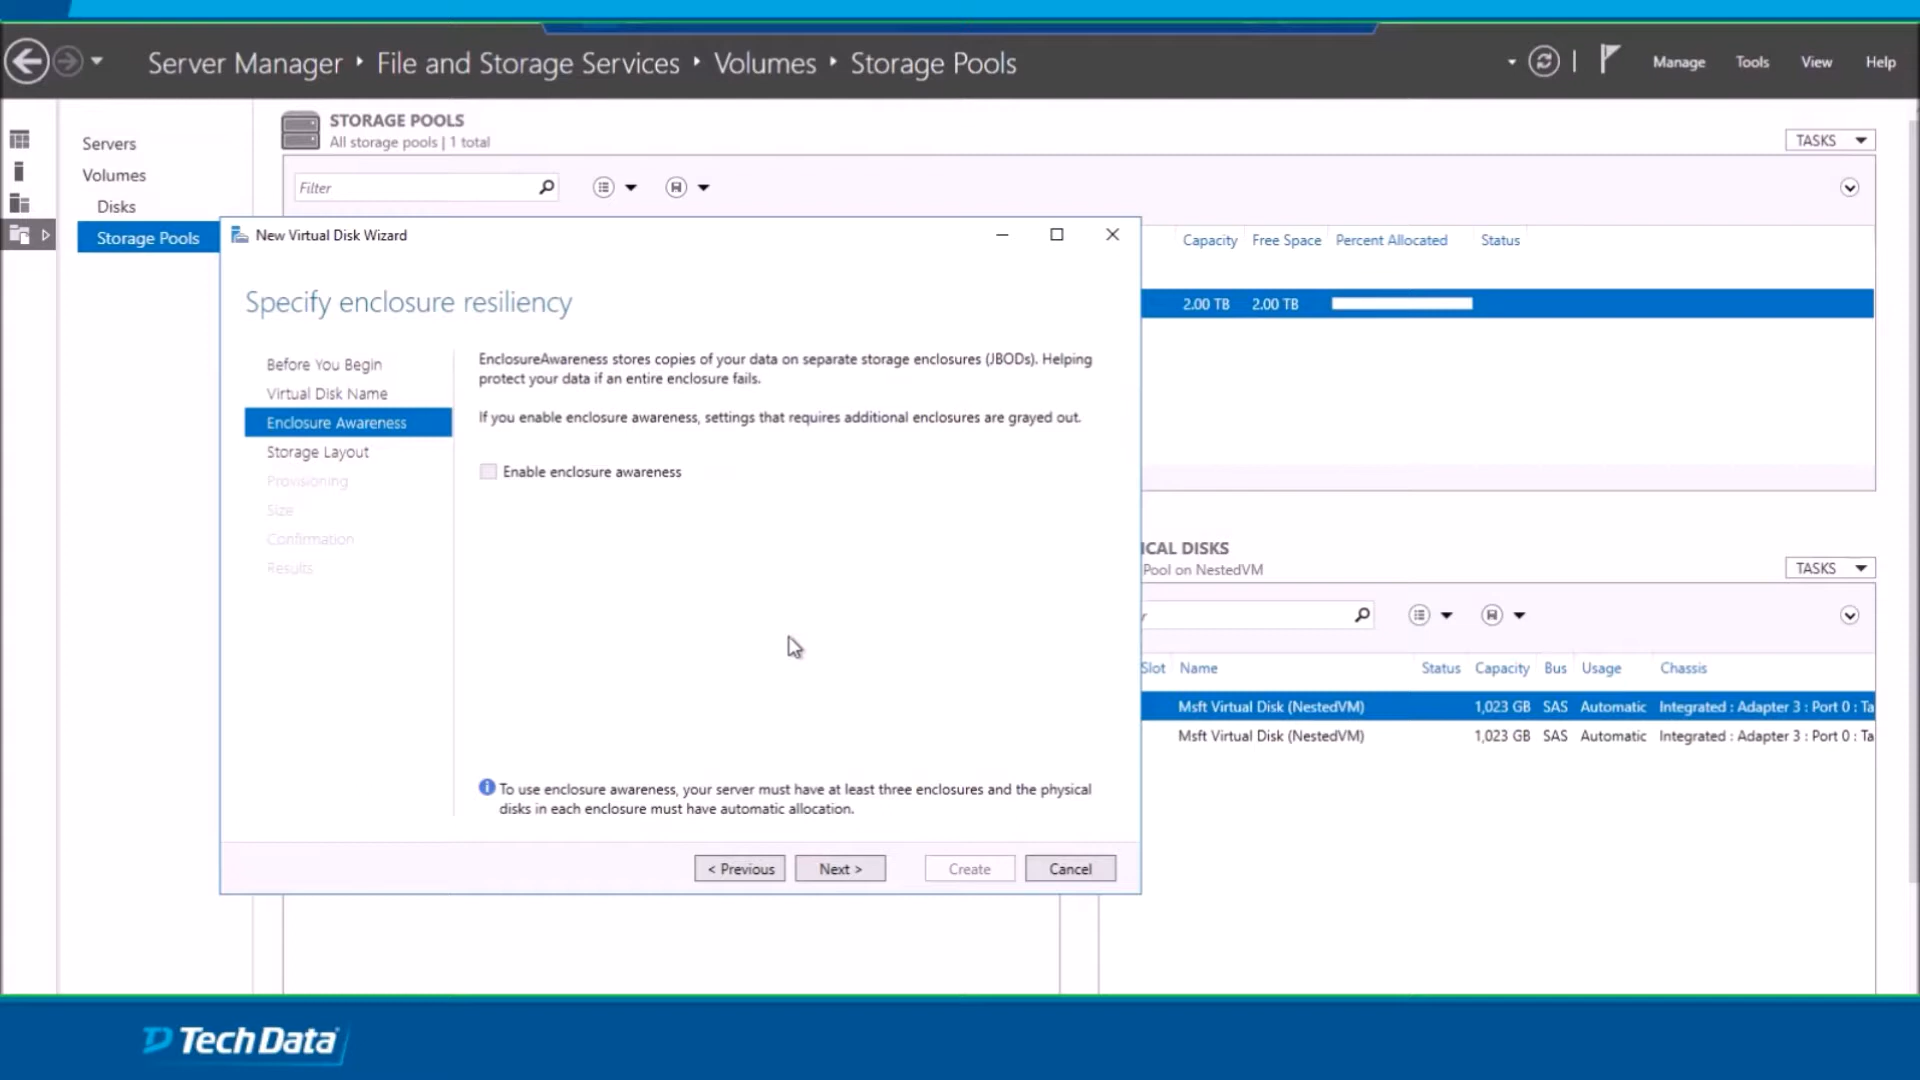 Server Manager ‣ File and Storage Services ‣ Volumes ‣ Storage Pools
Manage Tools View Help
Servers
Volumes
Disks
Storage Pools
STORAGE POOLS
All storage pools | 1 total
TASKS
Filter
Capacity Free Space Percent Allocated Status
2.00 TB 2.00 TB
New Virtual Disk Wizard
Specify enclosure resiliency
Before You Begin
Virtual Disk Name
Enclosure Awareness
Storage Layout
Provisioning
Size
Confirmation
Results
EnclosureAwareness stores copies of your data on separate storage enclosures (JBODs). Helping
protect your data if an entire enclosure fails.
If you enable enclosure awareness, settings that requires additional enclosures are grayed out.
Enable enclosure awareness
To use enclosure awareness, your server must have at least three enclosures and the physical
disks in each enclosure must have automatic allocation.
< Previous Next > Create Cancel
ICAL DISKS
Pool on NestedVM
TASKS
Slot Name Status Capacity Bus Usage Chassis
Msft Virtual Disk (NestedVM) 1,023 GB SAS Automatic Integrated : Adapter 3 : Port 0 : Ta
Msft Virtual Disk (NestedVM) 1,023 GB SAS Automatic Integrated : Adapter 3 : Port 0 : Ta
Tech Data